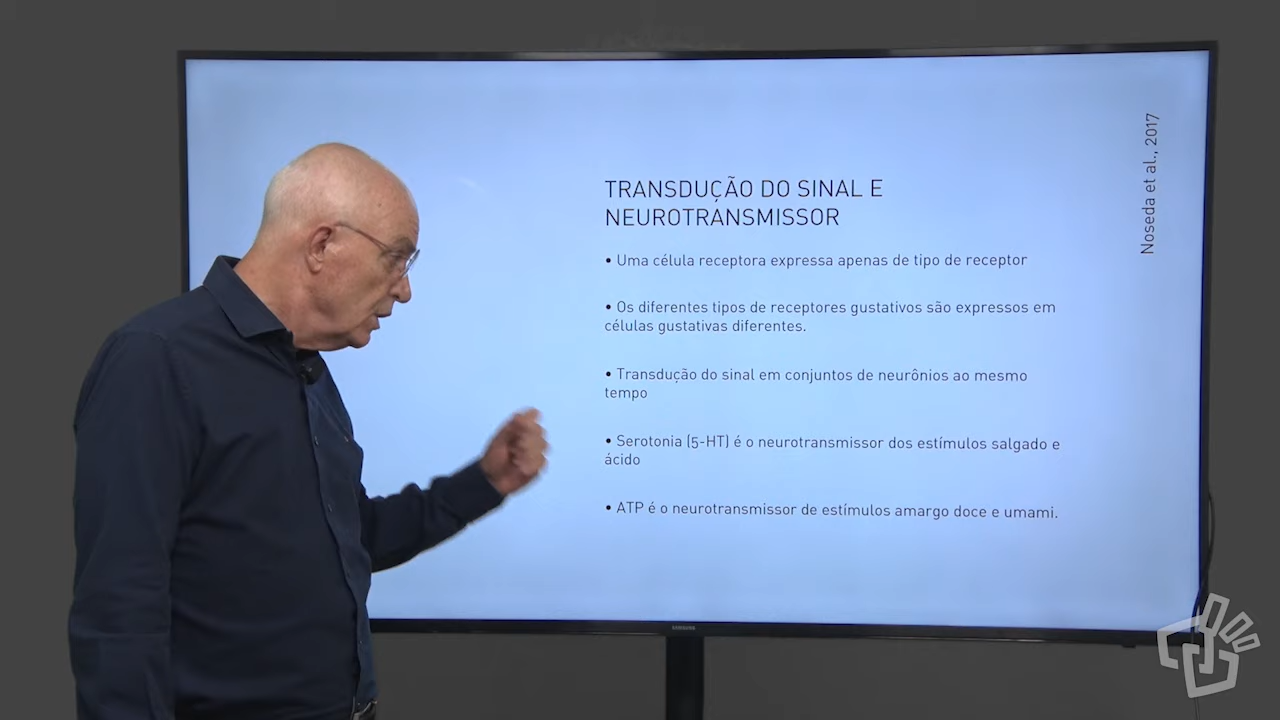 TRANSDUÇÃO DO SINAL E
NEUROTRANSMISSOR
• Uma célula receptora expressa apenas de tipo de receptor
• Os diferentes tipos de receptores gustativos são expressos em
células gustativas diferentes.
• Transdução do sinal em conjuntos de neurônios ao mesmo
tempo
• Serotonia (5-HT) é o neurotransmissor dos estímulos salgado e
ácido
• ATP é o neurotransmissor de estímulos amargo doce e umami.
Noseda et al., 2017
SAMSUNG